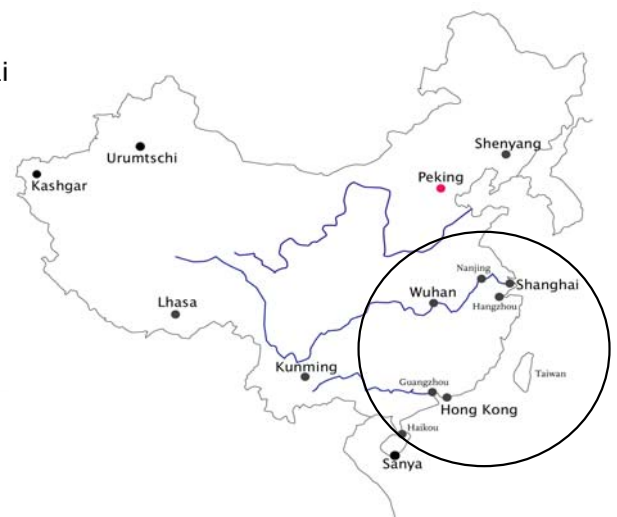 i
Shenyang
Urumtschi
Peking
Kashgar
Nanjing
Shanghai
Wuhan
Hangzhou
Lhasa
Kunming
Taiwan
Guangzhou
Hong Kong
Haikou
Sanya